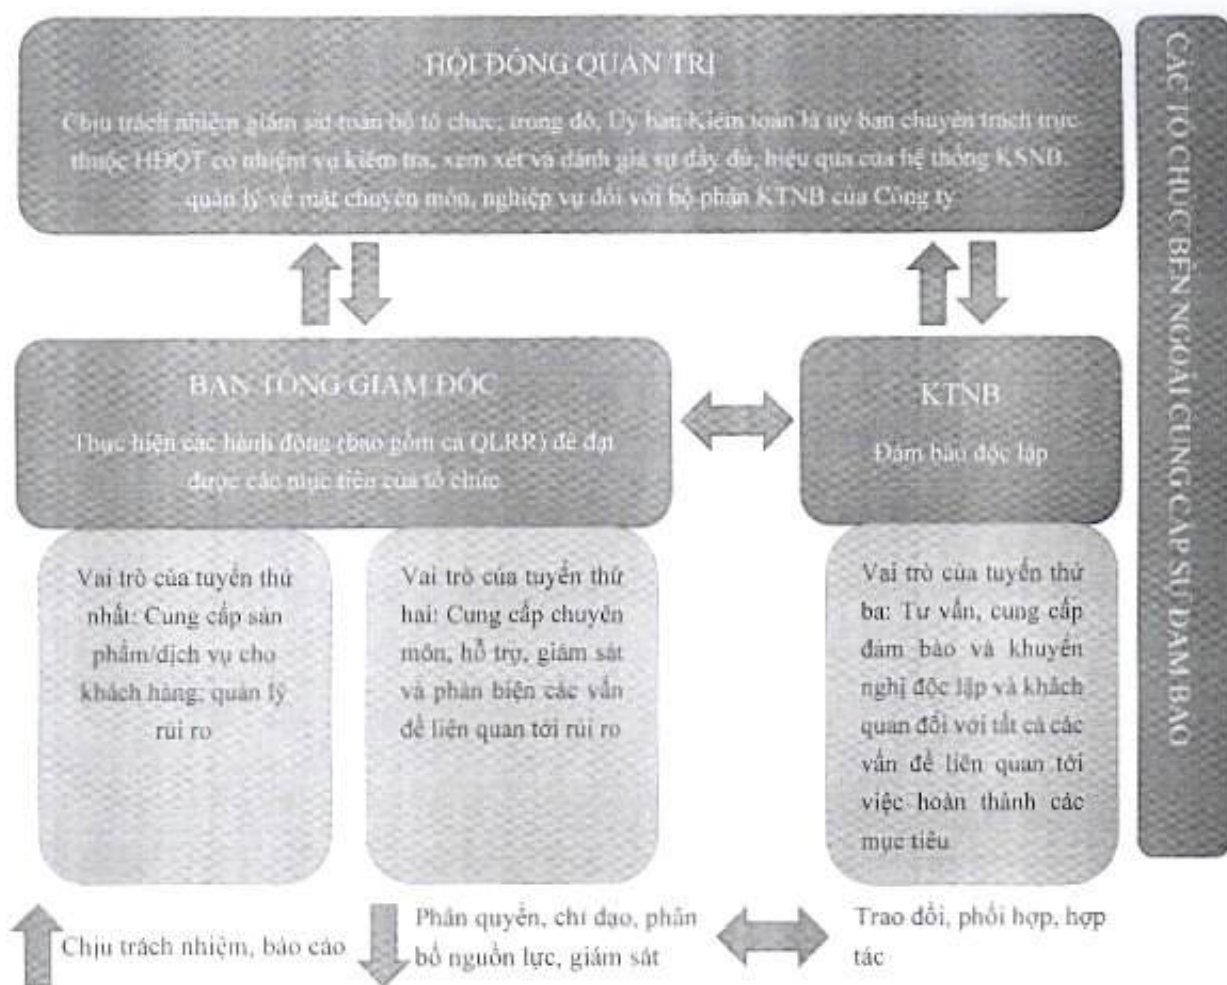 HỘI ĐỒNG QUẢN TRỊ
Chịu trách nhiệm giám sát toàn bộ tổ chức; trong đó, Ủy ban Kiểm toán là ủy ban chuyên trách trực
thuộc HĐQT có nhiệm vụ kiểm tra, xem xét và đánh giá sự đầy đủ, hiệu quả của hệ thống KSNB,
quản lý về mặt chuyên môn, nghiệp vụ đối với bộ phận KTNB của Công ty
BAN TỔNG GIÁM ĐỐC
Thực hiện các hành động (bao gồm cả QLRR) để đạt
được các mục tiêu của tổ chức
KTNB
Đảm bảo độc lập
Vai trò của tuyến thứ
nhất: Cung cấp sản
phẩm/dịch vụ cho
khách hàng; quản lý
rủi ro
Vai trò của tuyến thứ
hai: Cung cấp chuyên
môn, hỗ trợ, giám sát
và phản biện các vấn
đề liên quan tới rủi ro
Vai trò của tuyến thứ
ba: Tư vấn, cung cấp
đảm bảo và khuyến
nghị độc lập và khách
quan đối với tất cả các
vấn đề liên quan tới
việc hoàn thành các
mục tiêu
CÁC TỔ CHỨC BÊN NGOÀI CUNG CẤP SỰ ĐẢM BẢO
Chịu trách nhiệm, báo cáo
Phân quyền, chỉ đạo, phân
bổ nguồn lực, giám sát
Trao đổi, phối hợp, hợp
tác